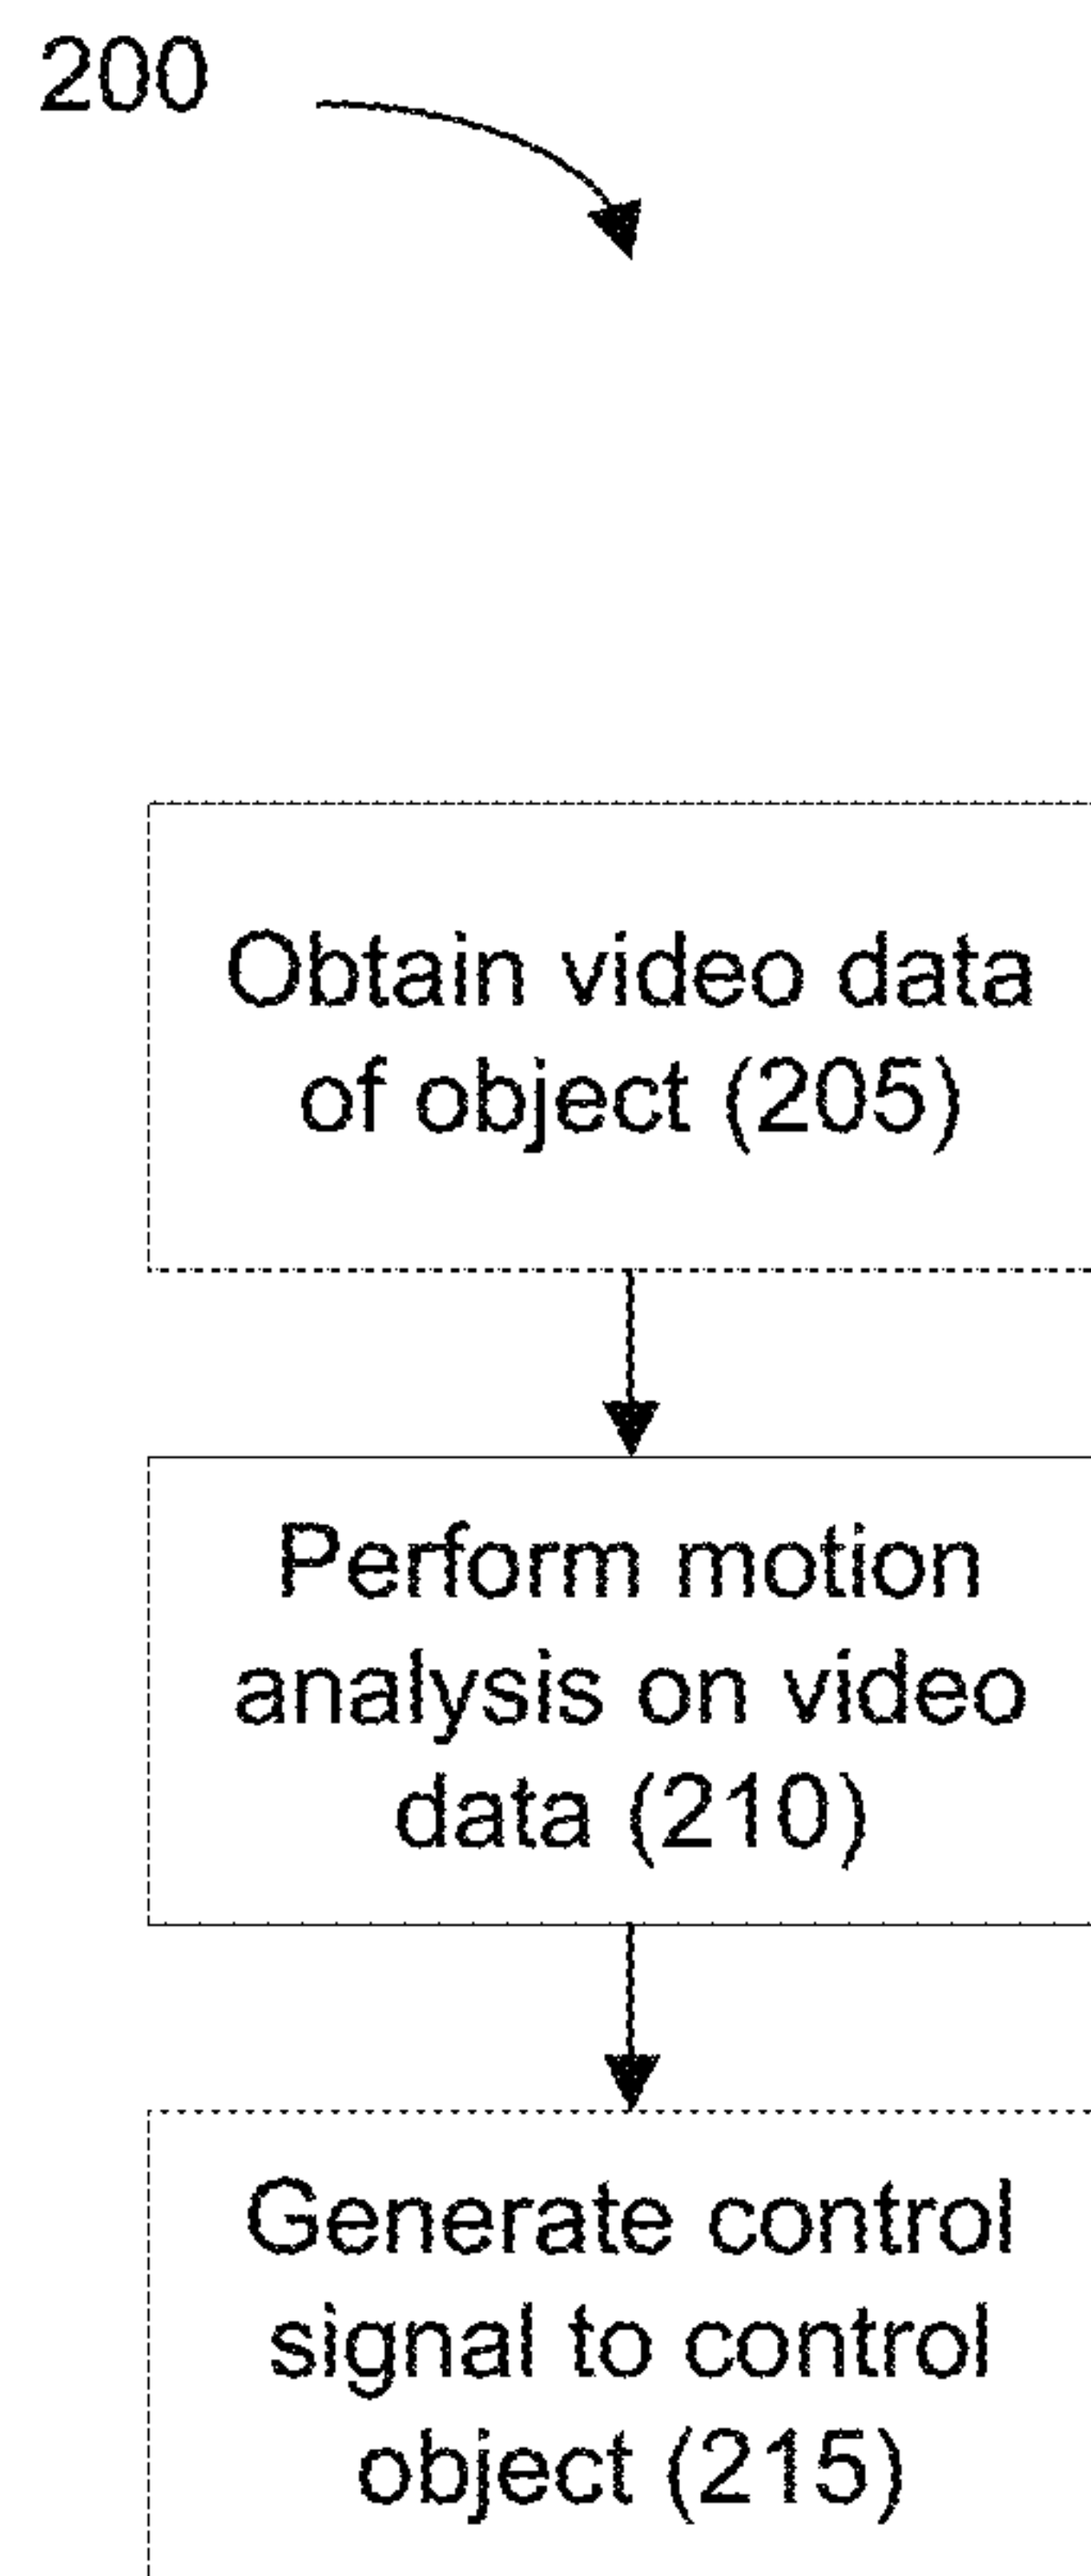 200
Obtain video data
of object (205)
Perform motion
analysis on video
data (210)
Generate control
signal to control
object (215)